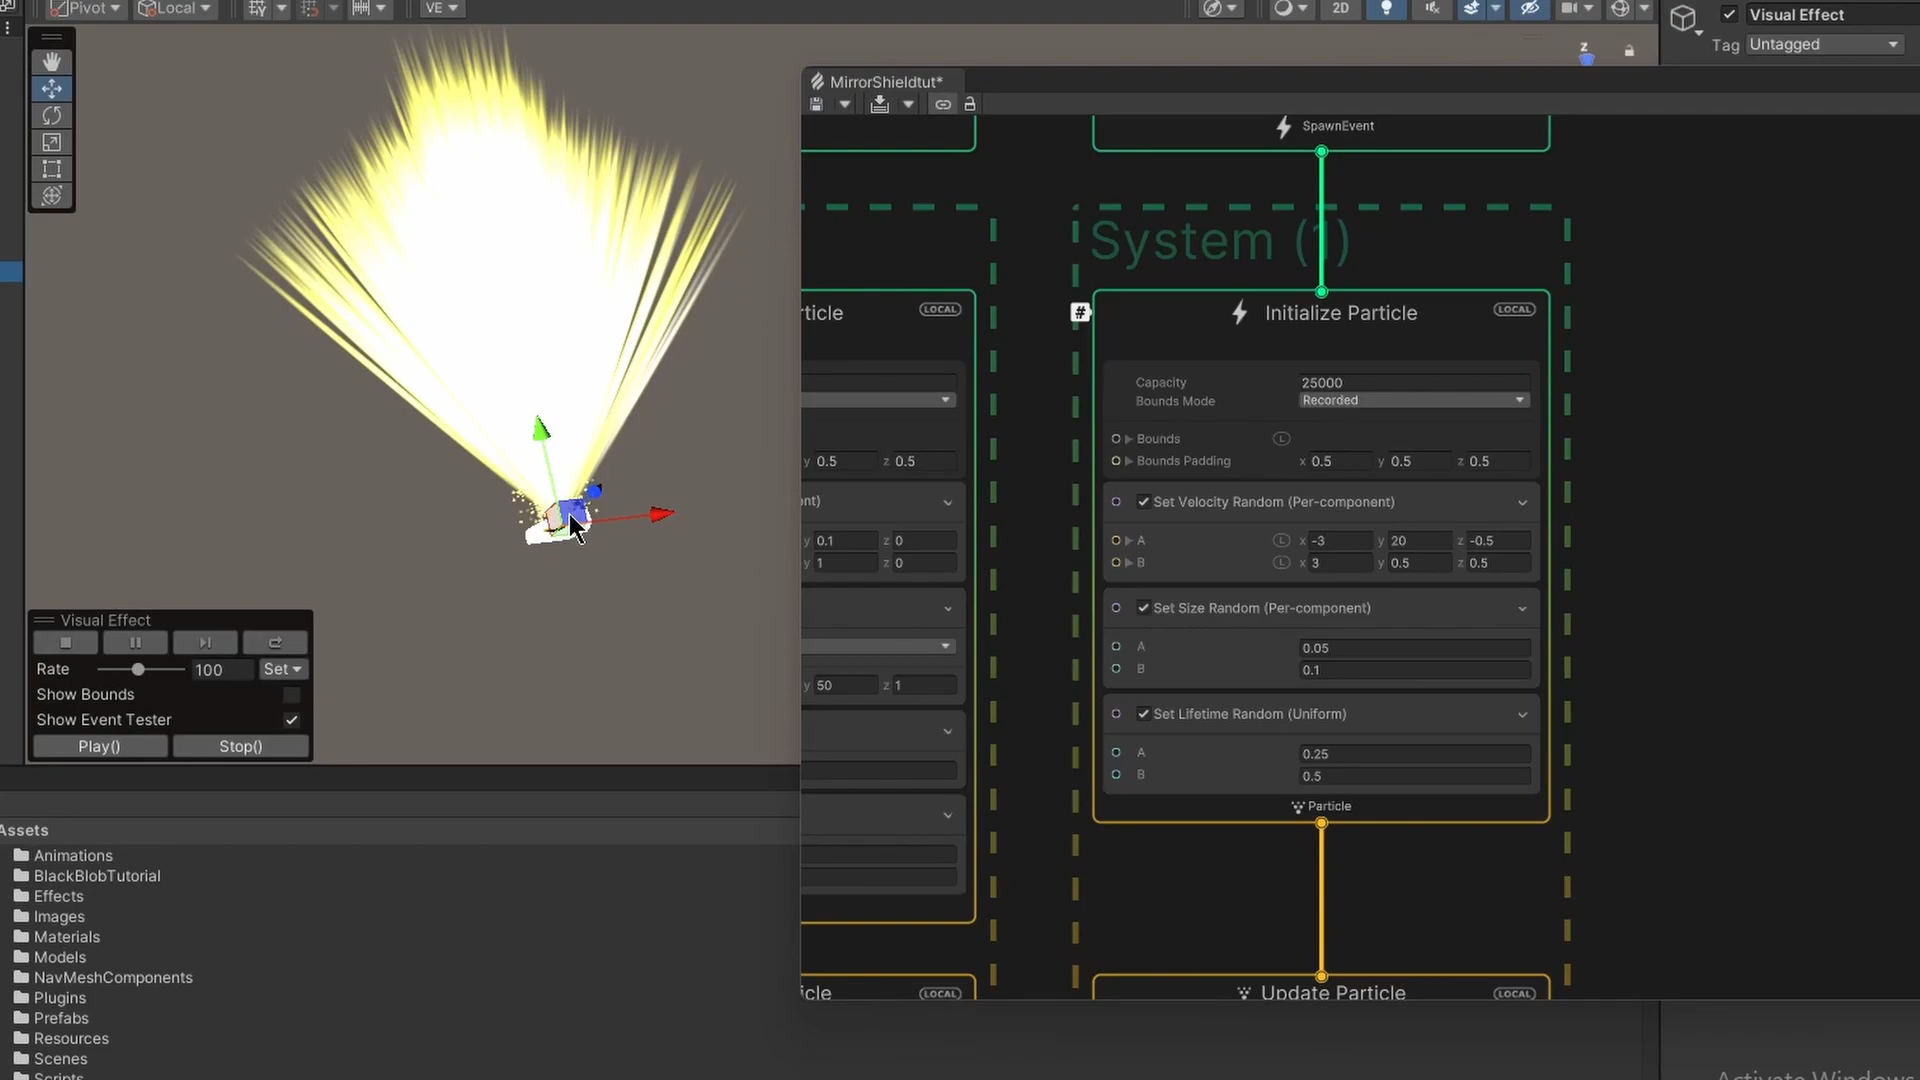 Pivot
Local
VE
2D
Visual Effect
Tag
Untagged
z
MirrorShieldtut*
SpawnEvent
System (1)
rticle
LOCAL
Initialize Particle
LOCAL
#
Capacity
25000
Bounds Mode
Recorded
Bounds
L
y 0.5 z 0.5
Bounds Padding
x 0.5 y 0.5 z 0.5
nt)
Set Velocity Random (Per-component)
y 0.1 z 0
A
L x -3 y 20 z -0.5
y 1 z 0
B
L x 3 y 0.5 z 0.5
Set Size Random (Per-component)
A
0.05
B
0.1
y 50 z 1
Set Lifetime Random (Uniform)
A
0.25
B
0.5
Particle
icle
LOCAL
Update Particle
LOCAL
Visual Effect
Rate
100
Set
Show Bounds
Show Event Tester
Play()
Stop()
Assets
Animations
BlackBlobTutorial
Effects
Images
Materials
Models
NavMeshComponents
Plugins
Prefabs
Resources
Scenes
Scripts
Activate Windows